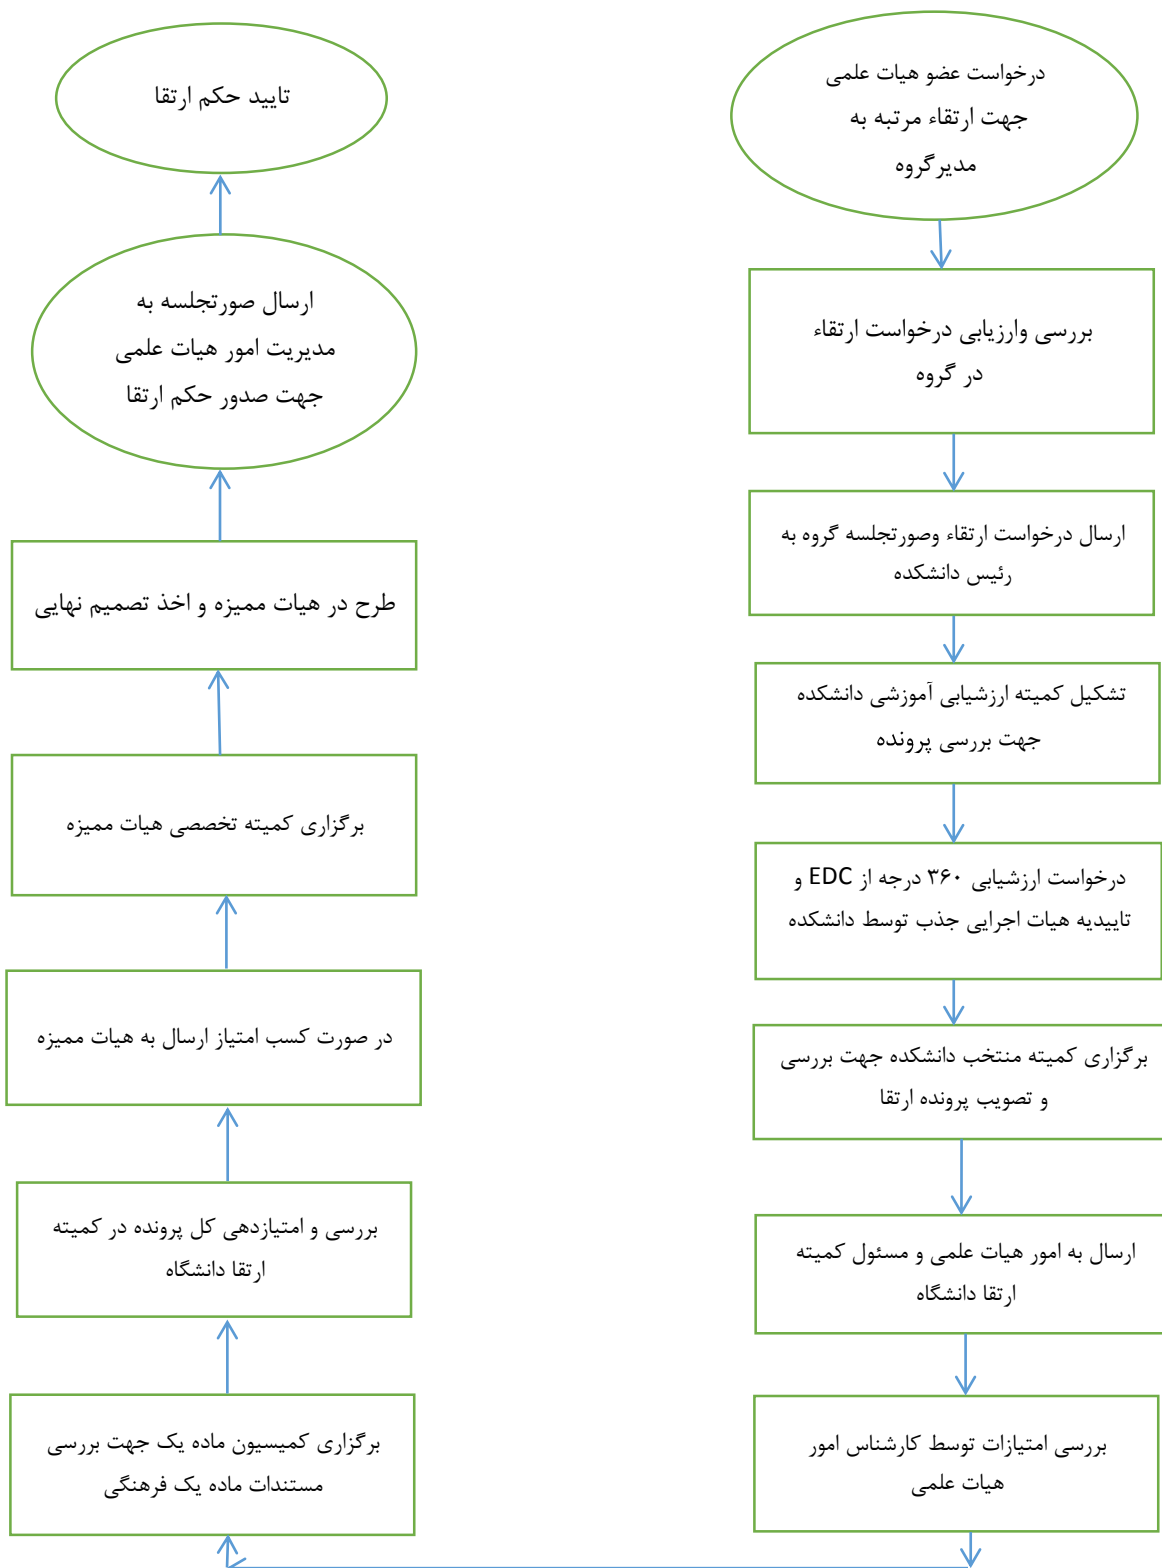 درخواست عضو هیات علمی
جهت ارتقاء مرتبه به
مدیرگروه
بررسی وارزیابی درخواست ارتقاء
در گروه
ارسال درخواست ارتقاء وصورتجلسه گروه به
رئیس دانشکده
تشکیل کمیته ارزشیابی آموزشی دانشکده
جهت بررسی پرونده
درخواست ارزشیابی ۳۶۰ درجه از EDC و
تاییدیه هیات اجرایی جذب توسط دانشکده
برگزاری کمیته منتخب دانشکده جهت بررسی
و تصویب پرونده ارتقا
ارسال به امور هیات علمی و مسئول کمیته
ارتقا دانشگاه
بررسی امتیازات توسط کارشناس امور
هیات علمی
برگزاری کمیسیون ماده یک جهت بررسی
مستندات ماده یک فرهنگی
بررسی و امتیازدهی کل پرونده در کمیته
ارتقا دانشگاه
در صورت کسب امتیاز ارسال به هیات ممیزه
برگزاری کمیته تخصصی هیات ممیزه
طرح در هیات ممیزه و اخذ تصمیم نهایی
ارسال صورتجلسه به
مدیریت امور هیات علمی
جهت صدور حکم ارتقا
تایید حکم ارتقا